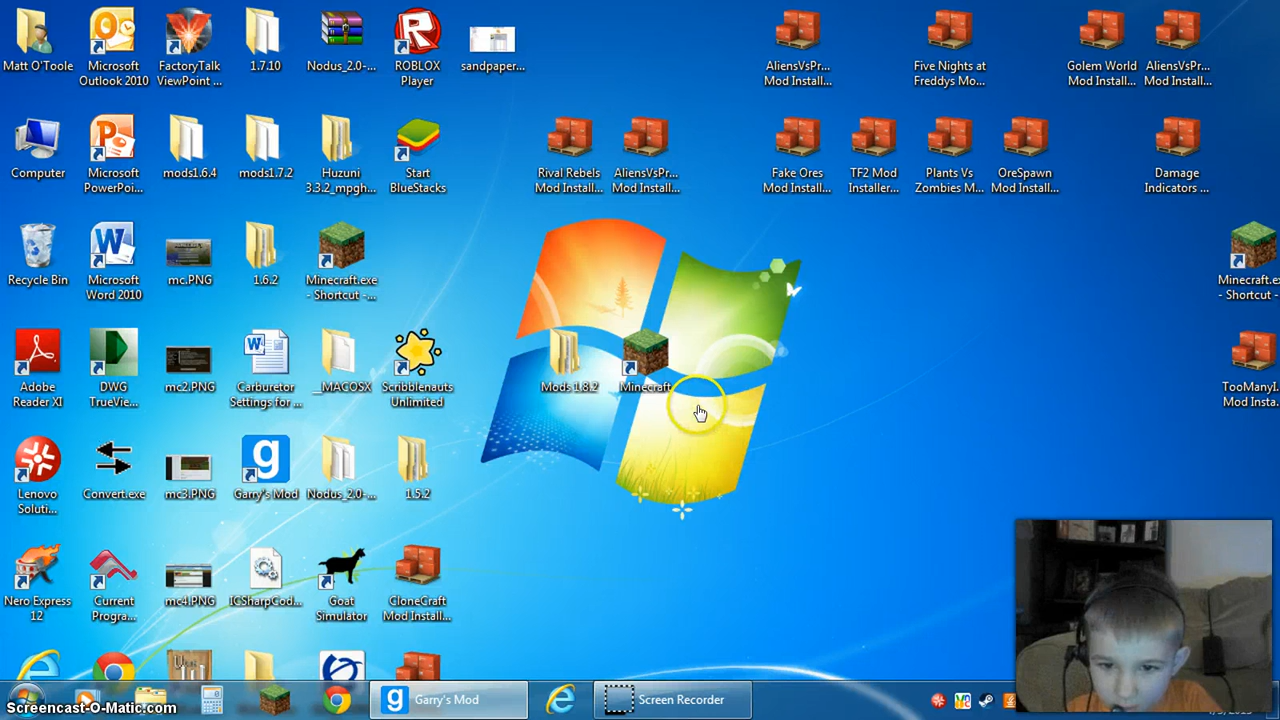 Matt O'Toole
Microsoft
Outlook 2010
FactoryTalk
ViewPoint ...
1.7.10
Nodus_2.0-...
ROBLOX
Player
sandpaper...
AliensVsPr...
Mod Install...
Five Nights at
Freddys Mo...
Golem World
Mod Install...
AliensVsPr...
Mod Install...
Computer
Microsoft
PowerPoi...
mods1.6.4
mods1.7.2
Huzuni
3.3.2_mpgh...
Start
BlueStacks
Rival Rebels
Mod Install...
AliensVsPr...
Mod Install...
Fake Ores
Mod Install...
TF2 Mod
Installer...
Plants Vs
Zombies M...
OreSpawn
Mod Install...
Damage
Indicators ...
Recycle Bin
Microsoft
Word 2010
mc.PNG
1.6.2
Minecraft.exe
- Shortcut -...
Minecraft.ex
- Shortcut -
Adobe
Reader XI
DWG
TrueVie...
mc2.PNG
Carburetor
Settings for ...
__MACOSX
Scribblenauts
Unlimited
Mods 1.8.2
Minecraft
TooManyI.
Mod Insta.
Lenovo
Soluti...
Convert.exe
mc3.PNG
Garry's Mod
Nodus_2.0-...
1.5.2
Nero Express
12
Current
Progra...
mc4.PNG
ICSharpCod...
Goat
Simulator
CloneCraft
Mod Install...
Garry's Mod
Screen Recorder
Screencast-O-Matic.com